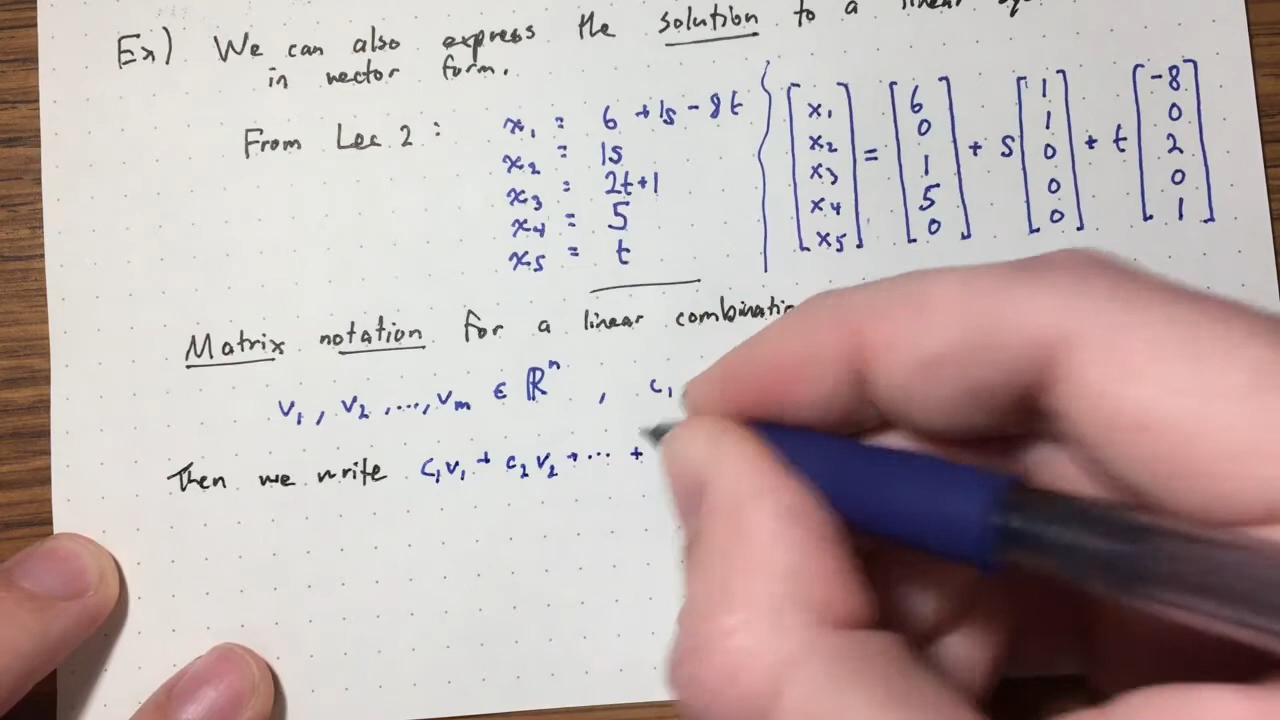 Ex) We can also express the solution to a linear
in vector form.
From Lec 2: x₁ = 6 + 1s - 8t
x₂ = 1s
x₃ = 2t+1
x₄ = 5
x₅ = t
[x₁ x₂ x₃ x₄ x₅] = [6 0 1 5 0] + s [1 1 0 0 0] + t [-8 0 2 0 1]
Matrix notation for a linear
v₁, v₂, ..., vₘ ∈ ℝⁿ , c₁
Then we write c₁v₁ + c₂v₂ + ... +